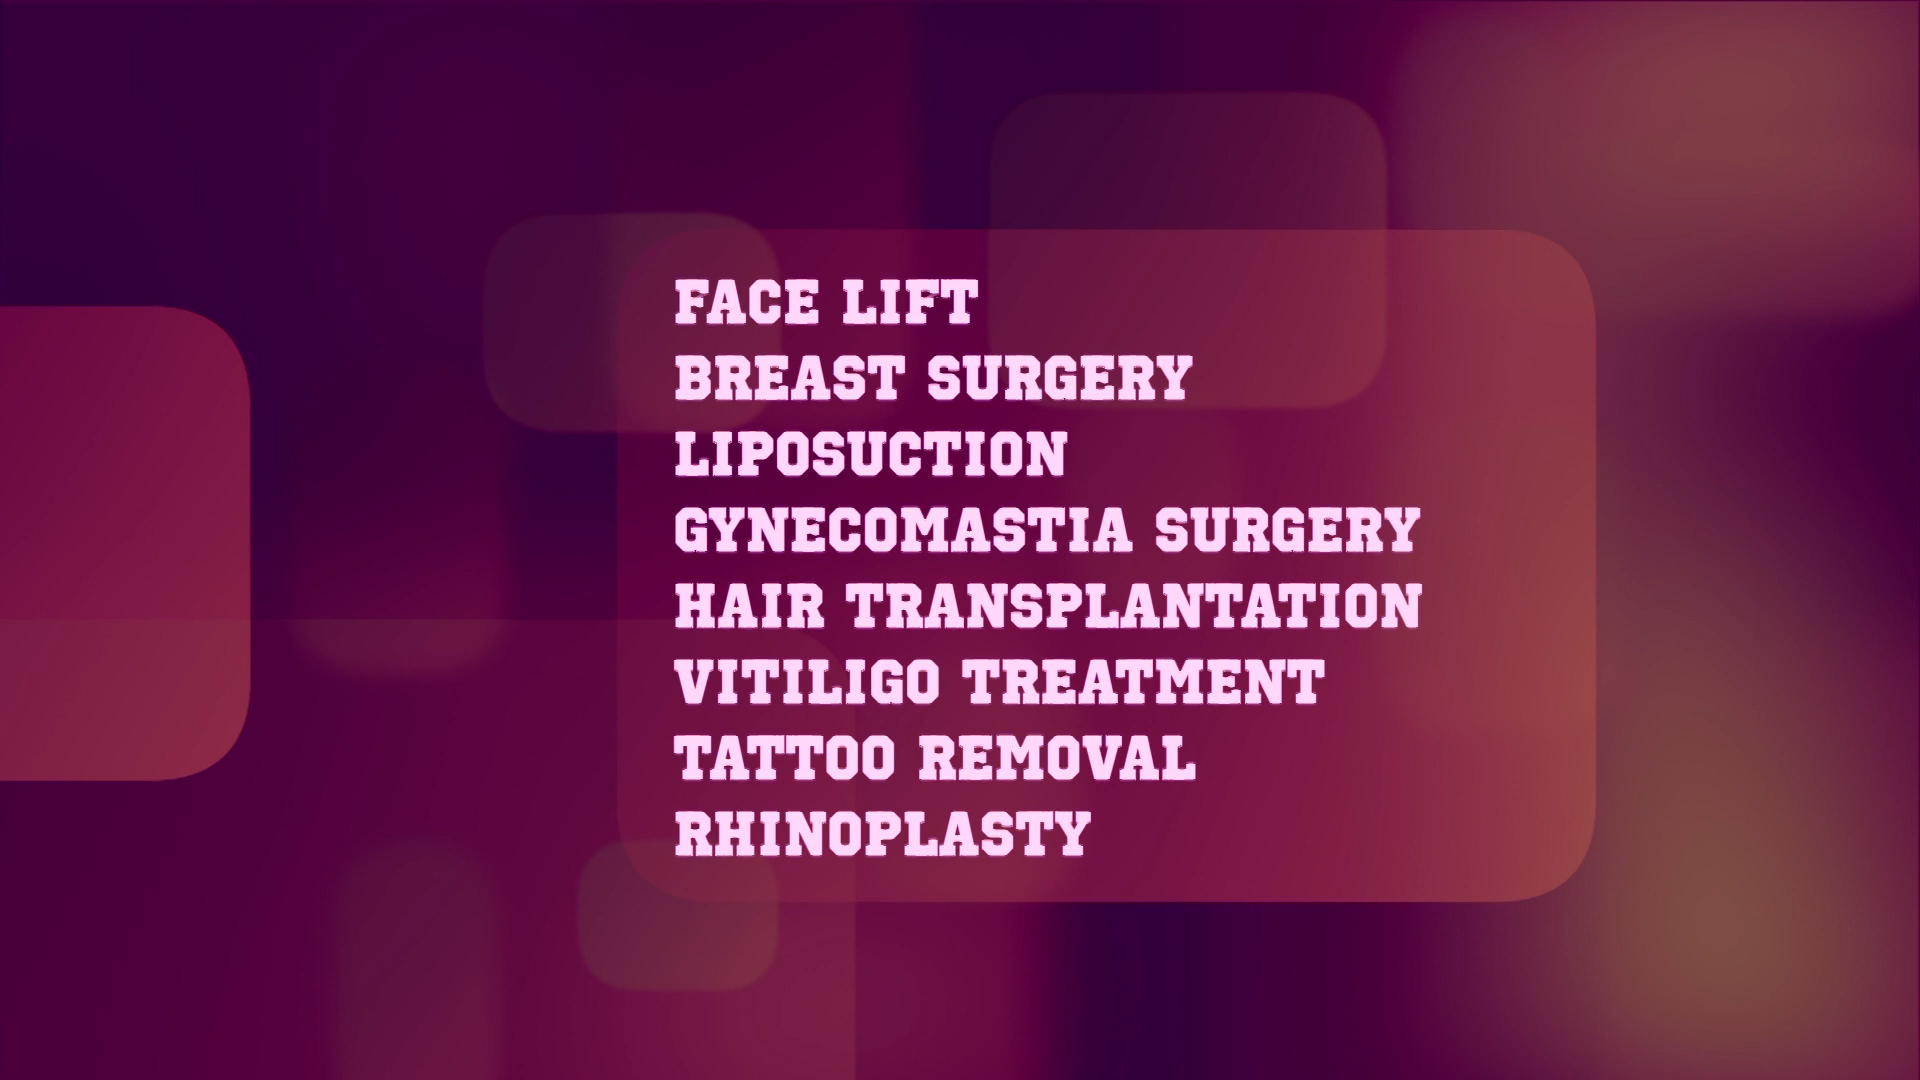 FACE LIFT
BREAST SURGERY
LIPOSUCTION
GYNECOMASTIA SURGERY
HAIR TRANSPLANTATION
VITILIGO TREATMENT
TATTOO REMOVAL
RHINOPLASTY